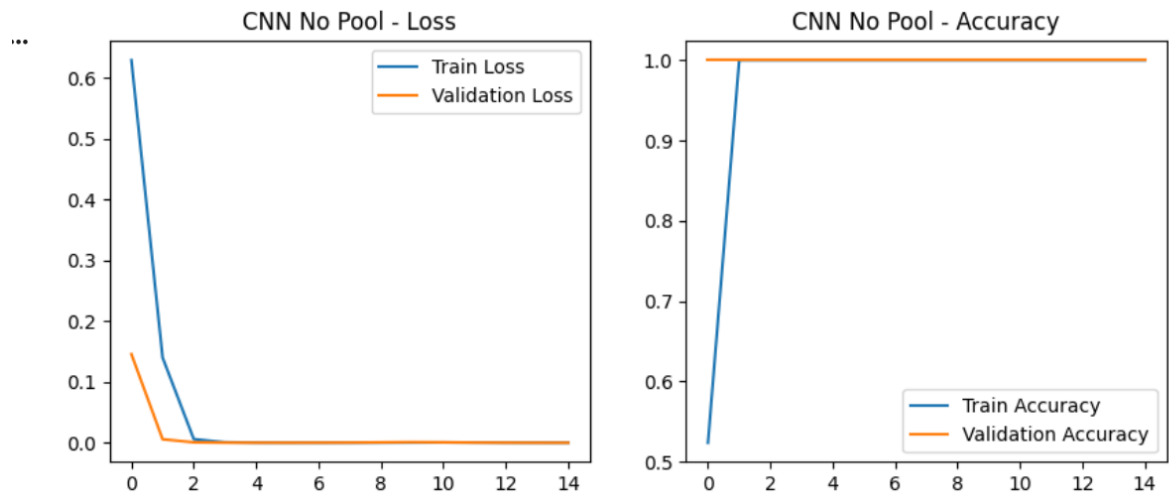 ...
CNN No Pool - Loss
Train Loss
Validation Loss
0.6
0.5
0.4
0.3
0.2
0.1
0.0
0 2 4 6 8 10 12 14
CNN No Pool - Accuracy
1.0
0.9
0.8
0.7
0.6
0.5
Train Accuracy
Validation Accuracy
0 2 4 6 8 10 12 14